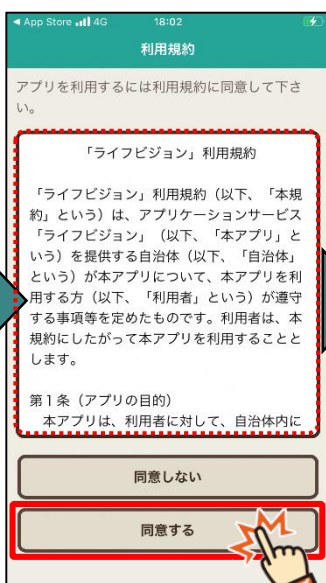 App Store 4G 18:02
利用規約
アプリを利用するには利用規約に同意して下さ
い。
「ライフビジョン」利用規約
「ライフビジョン」利用規約（以下、「本規
約」という）は、アプリケーションサービス
「ライフビジョン」（以下、「本アプリ」と
いう）を提供する自治体（以下、「自治体」
という）が本アプリについて、本アプリを利
用する方（以下、「利用者」という）が遵守
する事項等を定めたものです。利用者は、本
規約にしたがって本アプリを利用することと
します。
第１条（アプリの目的）
本アプリは、利用者に対して、自治体内に
同意しない
同意する